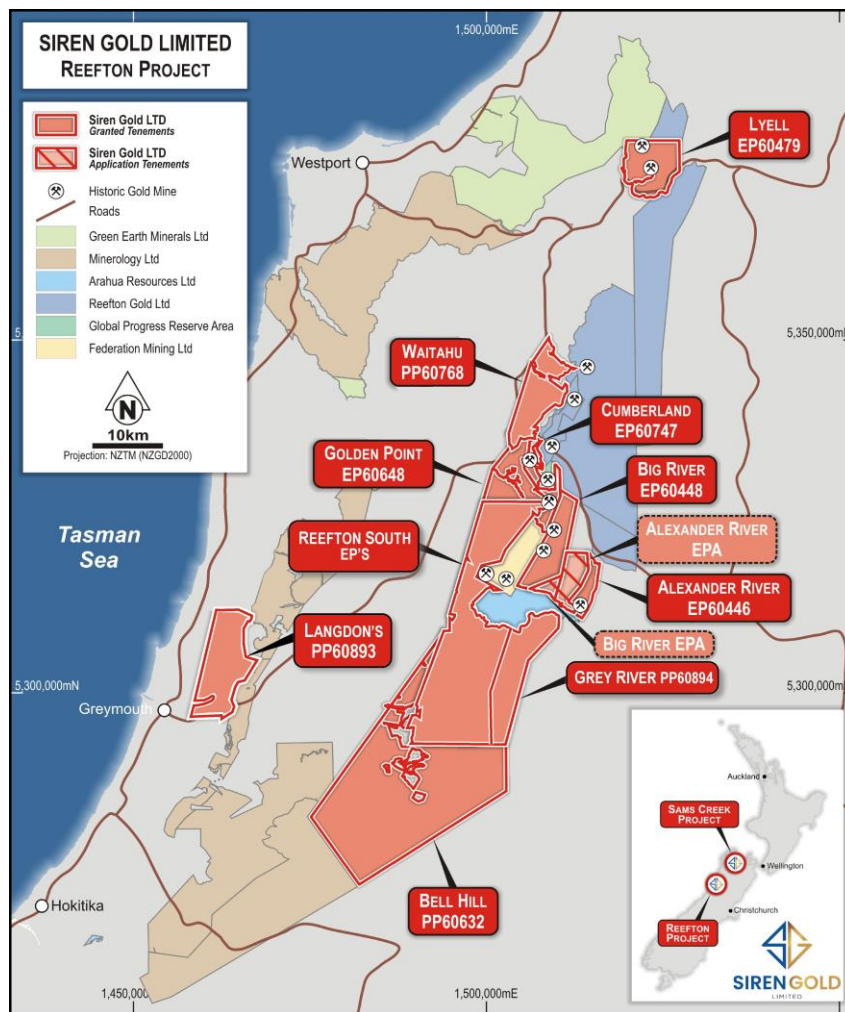 SIREN GOLD LIMITED
REEFTON PROJECT
Siren Gold LTD
Granted Tenements
Siren Gold LTD
Application Tenements
Historic Gold Mine
Roads
Green Earth Minerals Ltd
Minerology Ltd
Arahua Resources Ltd
Reefton Gold Ltd
Global Progress Reserve Area
Federation Mining Ltd
N
10km
Projection: NZTM (NZGD2000)
1,500,000mE
Westport
LYELL
EP60479
5,350,000mN
WAITAHU
PP60768
CUMBERLAND
EP60747
GOLDEN POINT
EP60648
BIG RIVER
EP60448
REEFTON SOUTH
EP'S
ALEXANDER RIVER
EPA
Tasman
Sea
ALEXANDER RIVER
EP60446
LANGDON'S
PP60893
BIG RIVER EPA
GREY RIVER PP60894
5,300,000mN
5,300,000mN
Greymouth
BELL HILL
PP60632
Hokitika
1,450,000mE
1,500,000mE
Auckland
SAMS CREEK
PROJECT
Wellington
Christchurch
REEFTON
PROJECT
SIREN GOLD
LIMITED